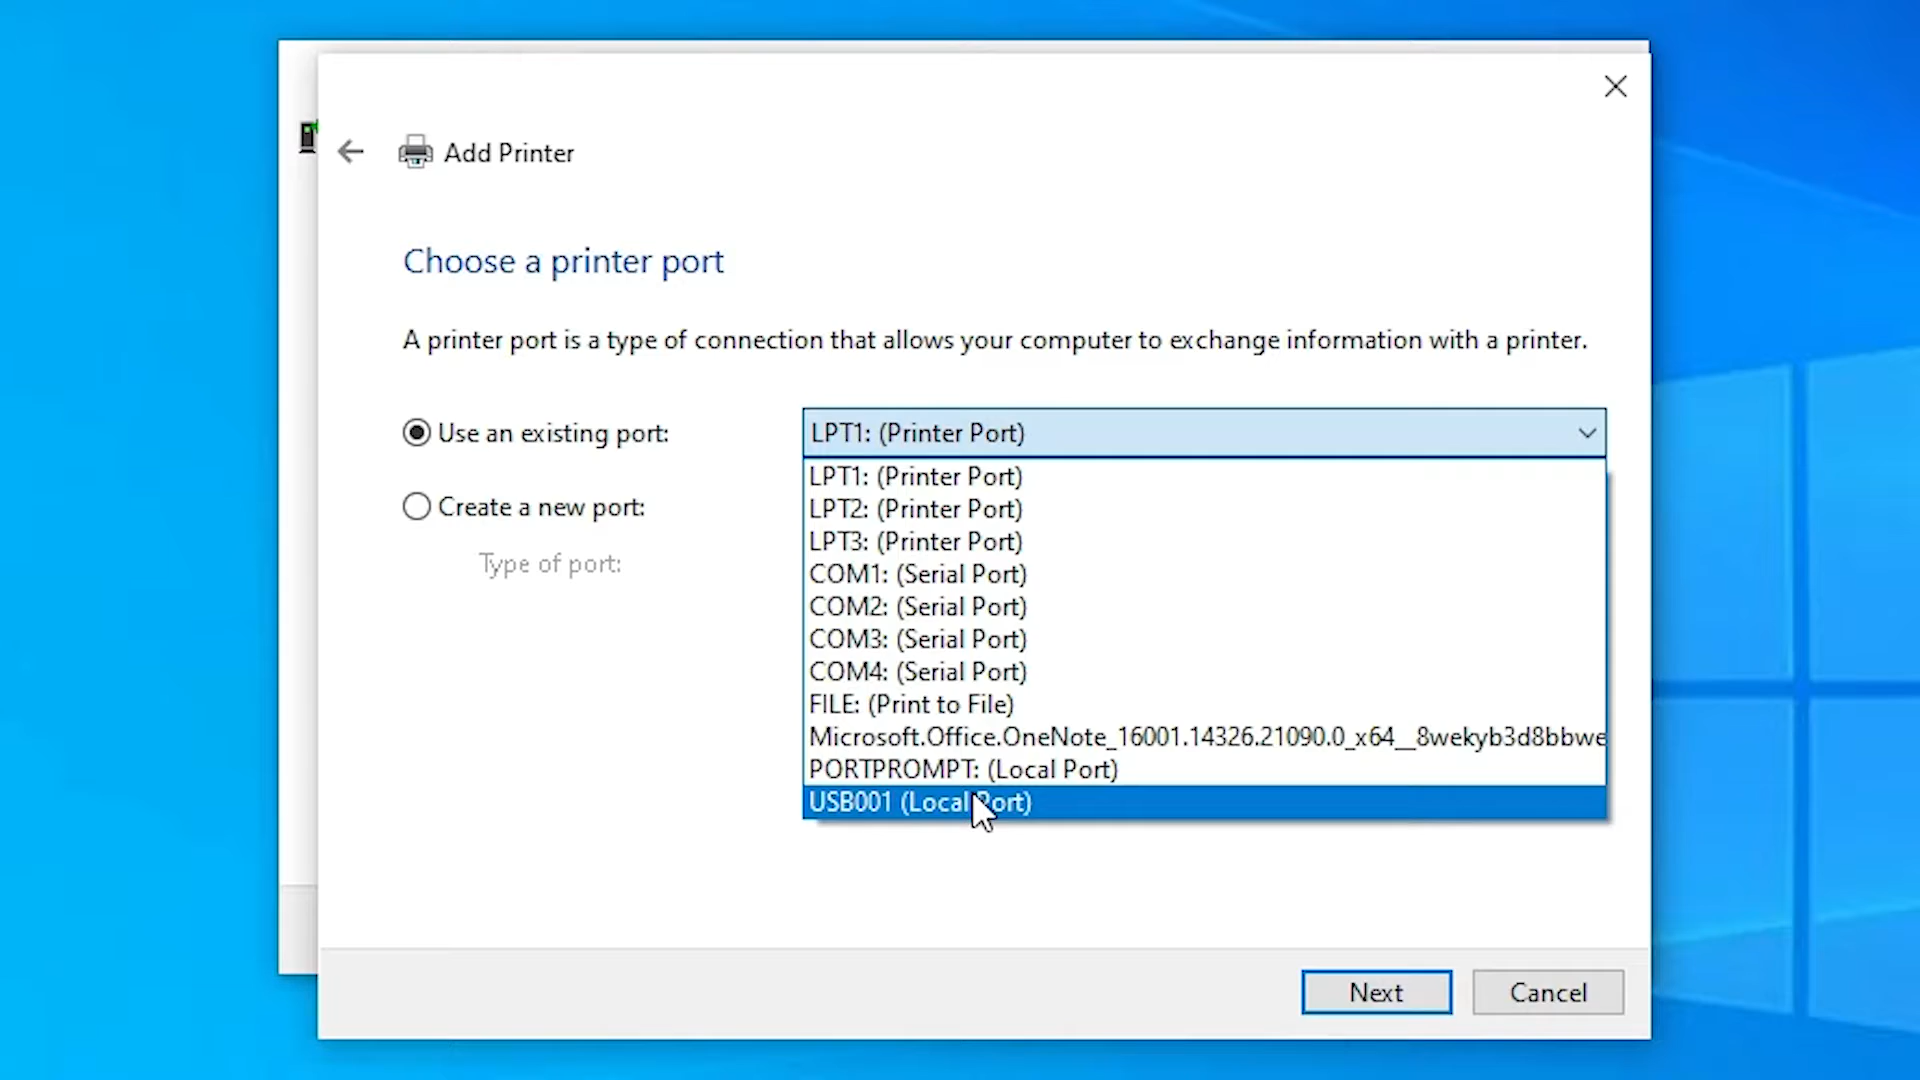 Add Printer
Choose a printer port
A printer port is a type of connection that allows your computer to exchange information with a printer.
Use an existing port:
LPT1: (Printer Port)
LPT1: (Printer Port)
LPT2: (Printer Port)
LPT3: (Printer Port)
COM1: (Serial Port)
COM2: (Serial Port)
COM3: (Serial Port)
COM4: (Serial Port)
FILE: (Print to File)
Microsoft.Office.OneNote_16001.14326.21090.0_x64__8wekyb3d8bbwe
PORTPROMPT: (Local Port)
USB001 (Local Port)
Create a new port:
Type of port:
Next
Cancel